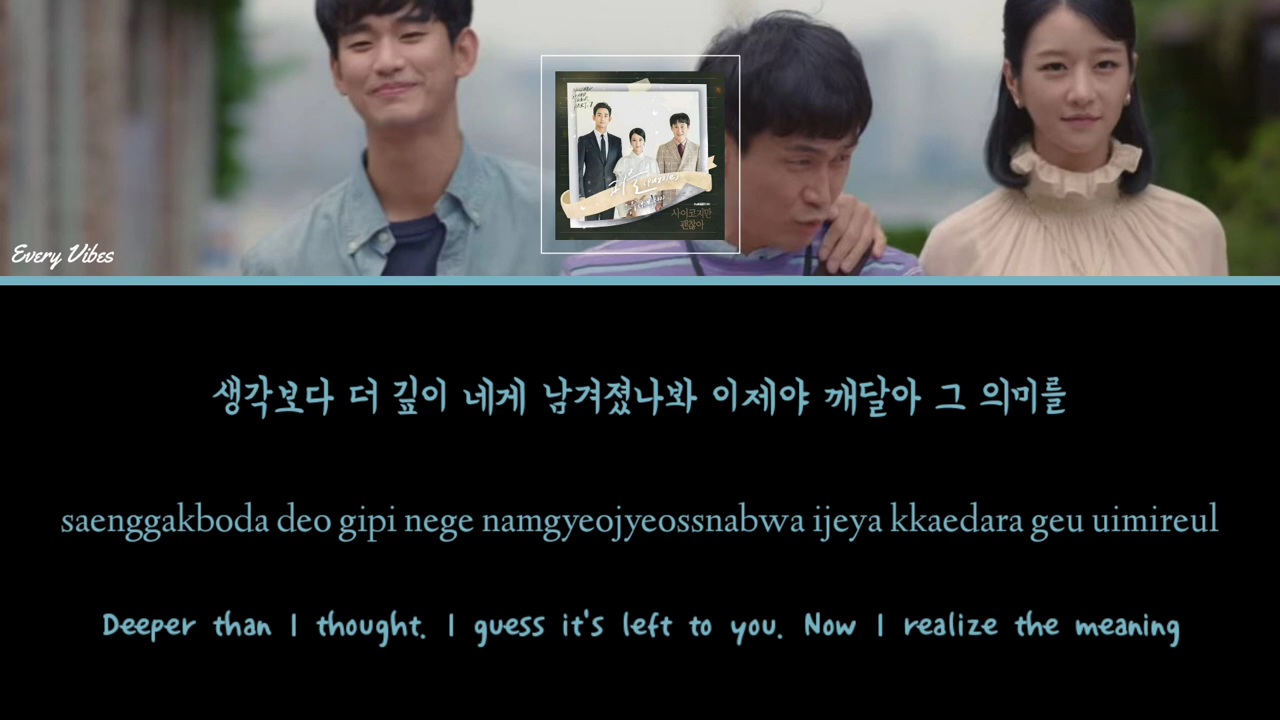 Every Vibes
사이코지만
괜찮아
생각보다 더 깊이 네게 남겨졌나봐 이제야 깨달아 그 의미를
saenggakboda deo gipi nege namgyeojyeossnabwa ijeya kkaedara geu uimireul
Deeper than I thought. I guess it's left to you. Now I realize the meaning